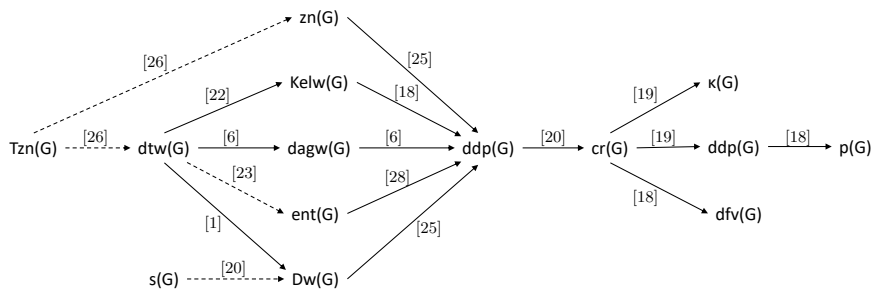 zn(G)
[26]
[25]
Kelw(G)
[22]
[18]
[19]
κ(G)
Tzn(G) [26] dtw(G) [6] dagw(G) [6] ddp(G) [20] cr(G) [19] ddp(G) [18] p(G)
[23]
[28]
[18]
ent(G)
dfv(G)
[1]
[25]
s(G) [20] Dw(G)